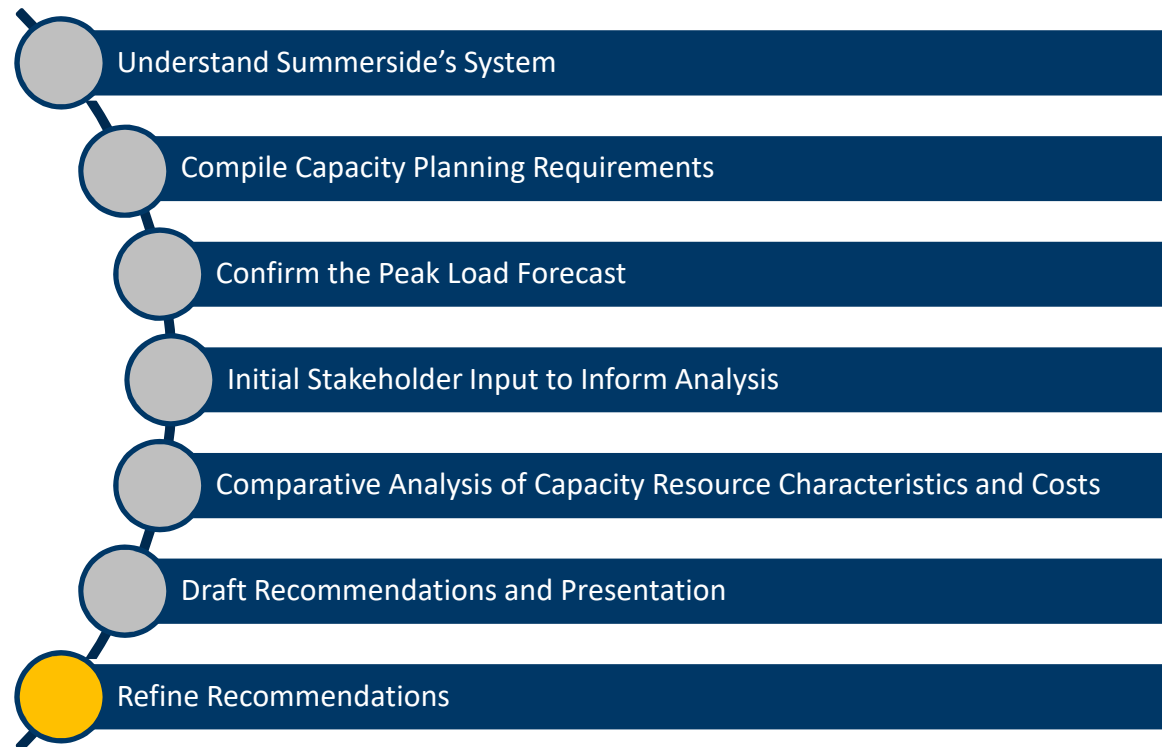 Understand Summerside’s System
Compile Capacity Planning Requirements
Confirm the Peak Load Forecast
Initial Stakeholder Input to Inform Analysis
Comparative Analysis of Capacity Resource Characteristics and Costs
Draft Recommendations and Presentation
Refine Recommendations